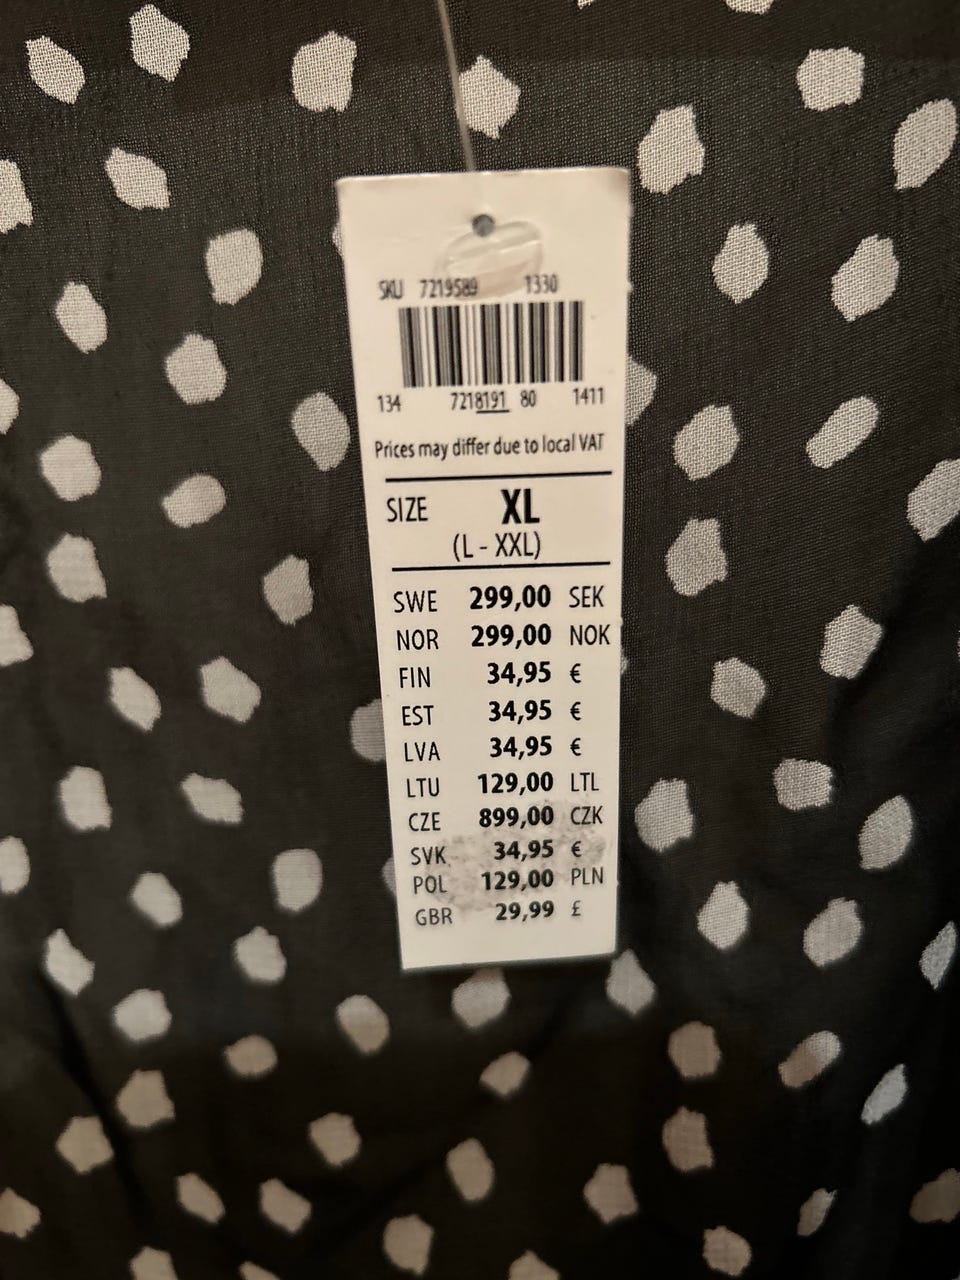 SKU 7219589 1330
134 7218191 80 1411
Prices may differ due to local VAT
SIZE XL
(L - XXL)
SWE 299,00 SEK
NOR 299,00 NOK
FIN 34,95 €
EST 34,95 €
LVA 34,95 €
LTU 129,00 LTL
CZE 899,00 CZK
SVK 34,95 €
POL 129,00 PLN
GBR 29,99 £